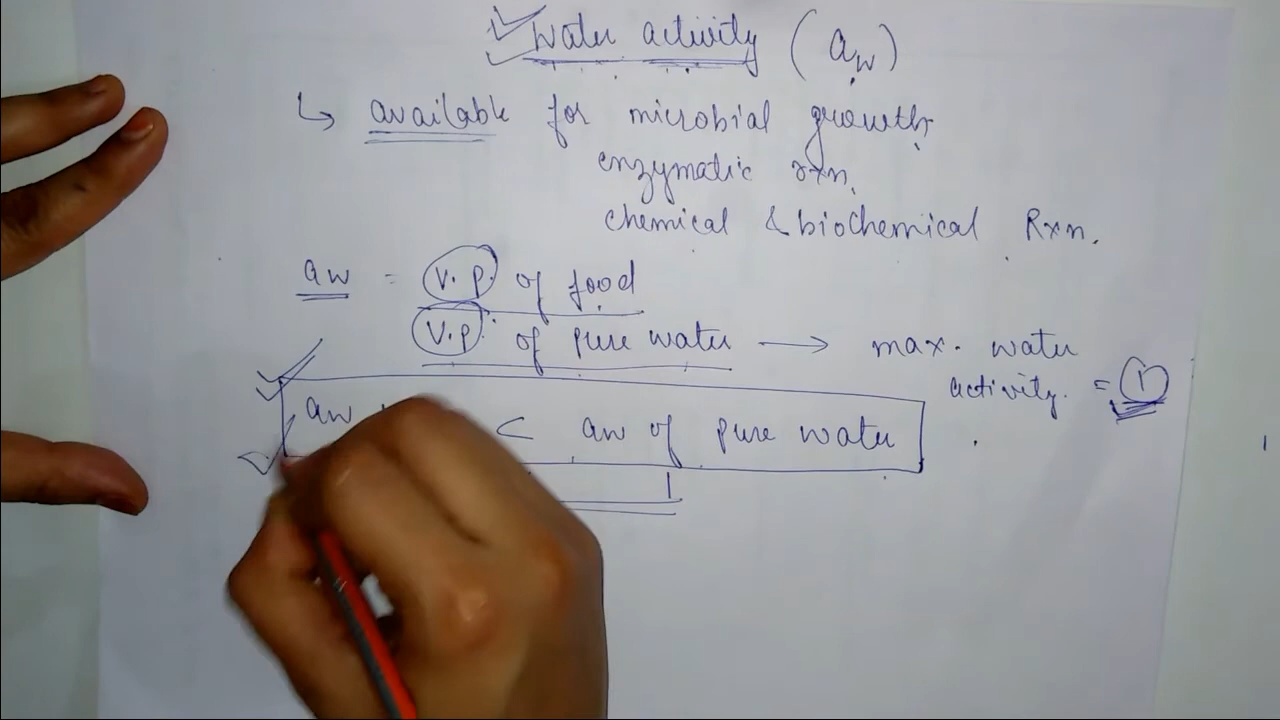 Water activity (aw)
↳ available for microbial growth
enzymatic rxn.
chemical & biochemical Rxn.
aw = V.P. of food
V.P. of pure water → max. water
activity. = 1
aw < aw of pure water
1